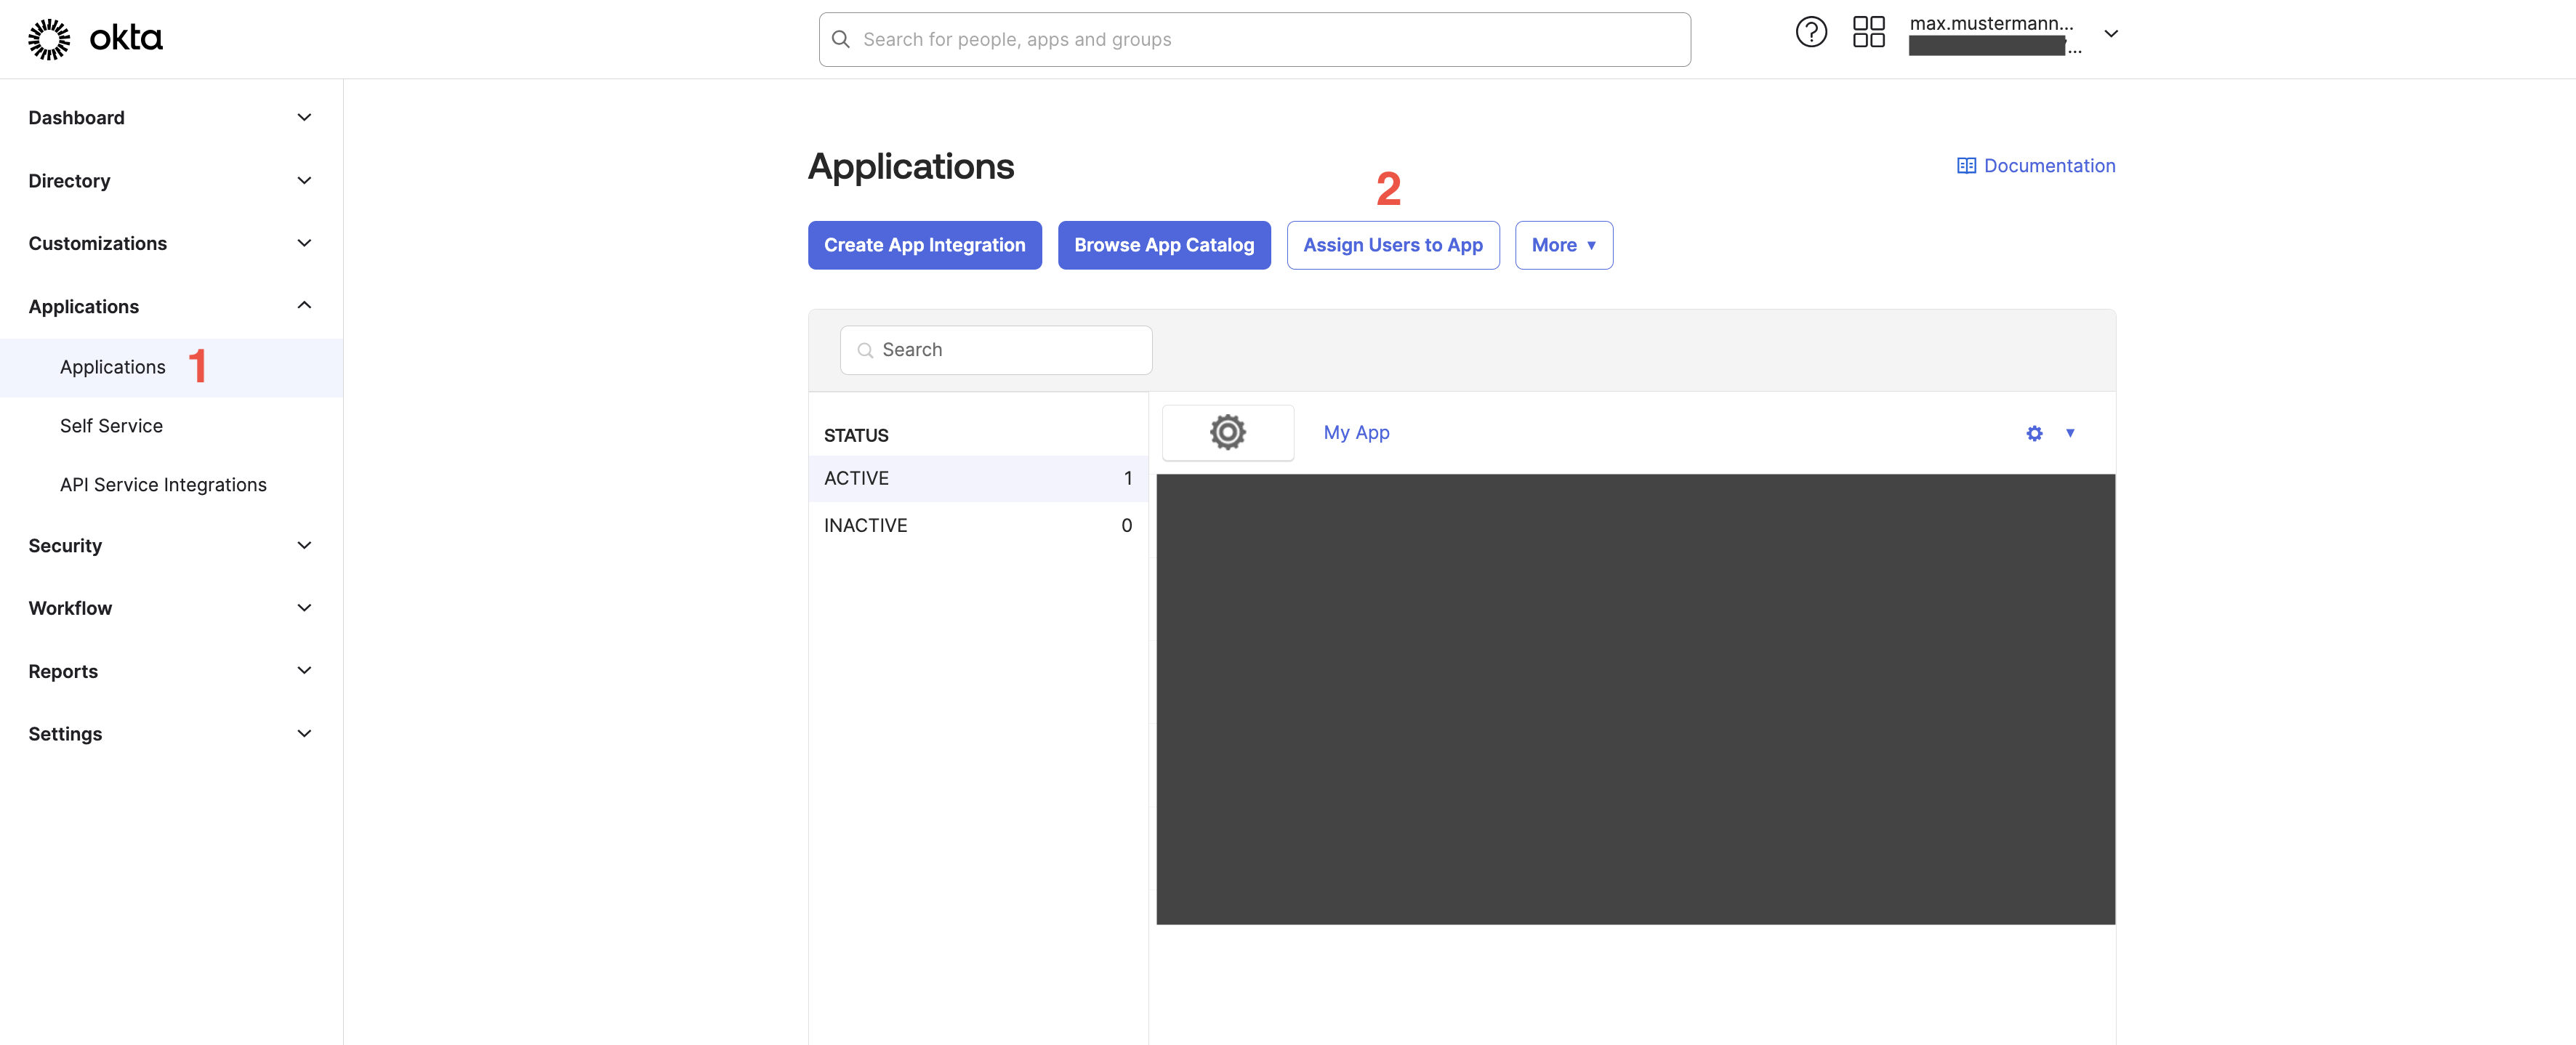 okta
Search for people, apps and groups
max.mustermann...
...
Dashboard
Directory
Customizations
Applications
Applications 1
Self Service
API Service Integrations
Security
Workflow
Reports
Settings
Applications
Documentation
2
Create App Integration Browse App Catalog Assign Users to App More
Search
STATUS
ACTIVE 1
INACTIVE 0
My App